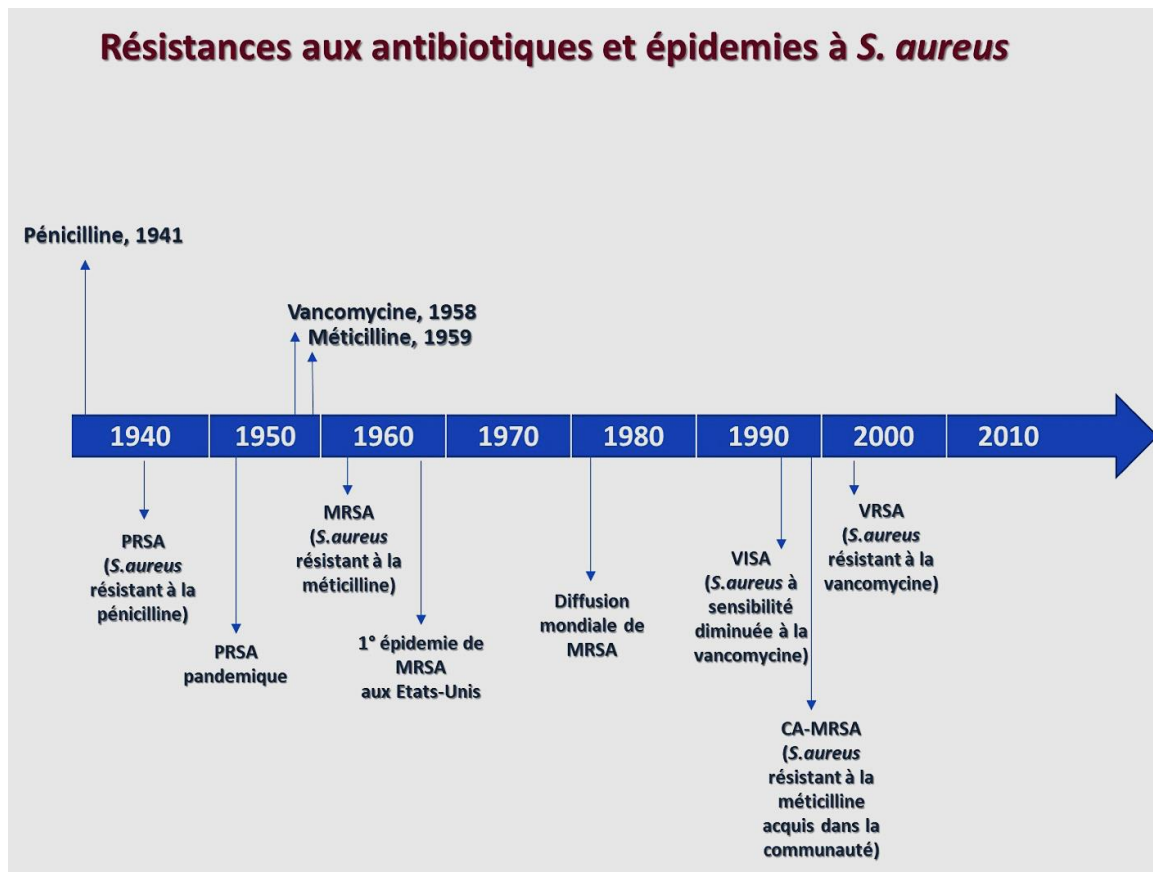 Résistances aux antibiotiques et épidemies à S. aureus
Pénicilline, 1941
Vancomycine, 1958
Méticilline, 1959
1940
1950
1960
1970
1980
1990
2000
2010
PRSA
(S.aureus
résistant à la
pénicilline)
PRSA
pandemique
MRSA
(S.aureus
résistant à la
méticilline)
1° épidemie de
MRSA
aux Etats-Unis
Diffusion
mondiale de
MRSA
VISA
(S.aureus à
sensibilité
diminuée à la
vancomycine)
CA-MRSA
(S.aureus
résistant à la
méticilline
acquis dans la
communauté)
VRSA
(S.aureus
résistant à la
vancomycine)